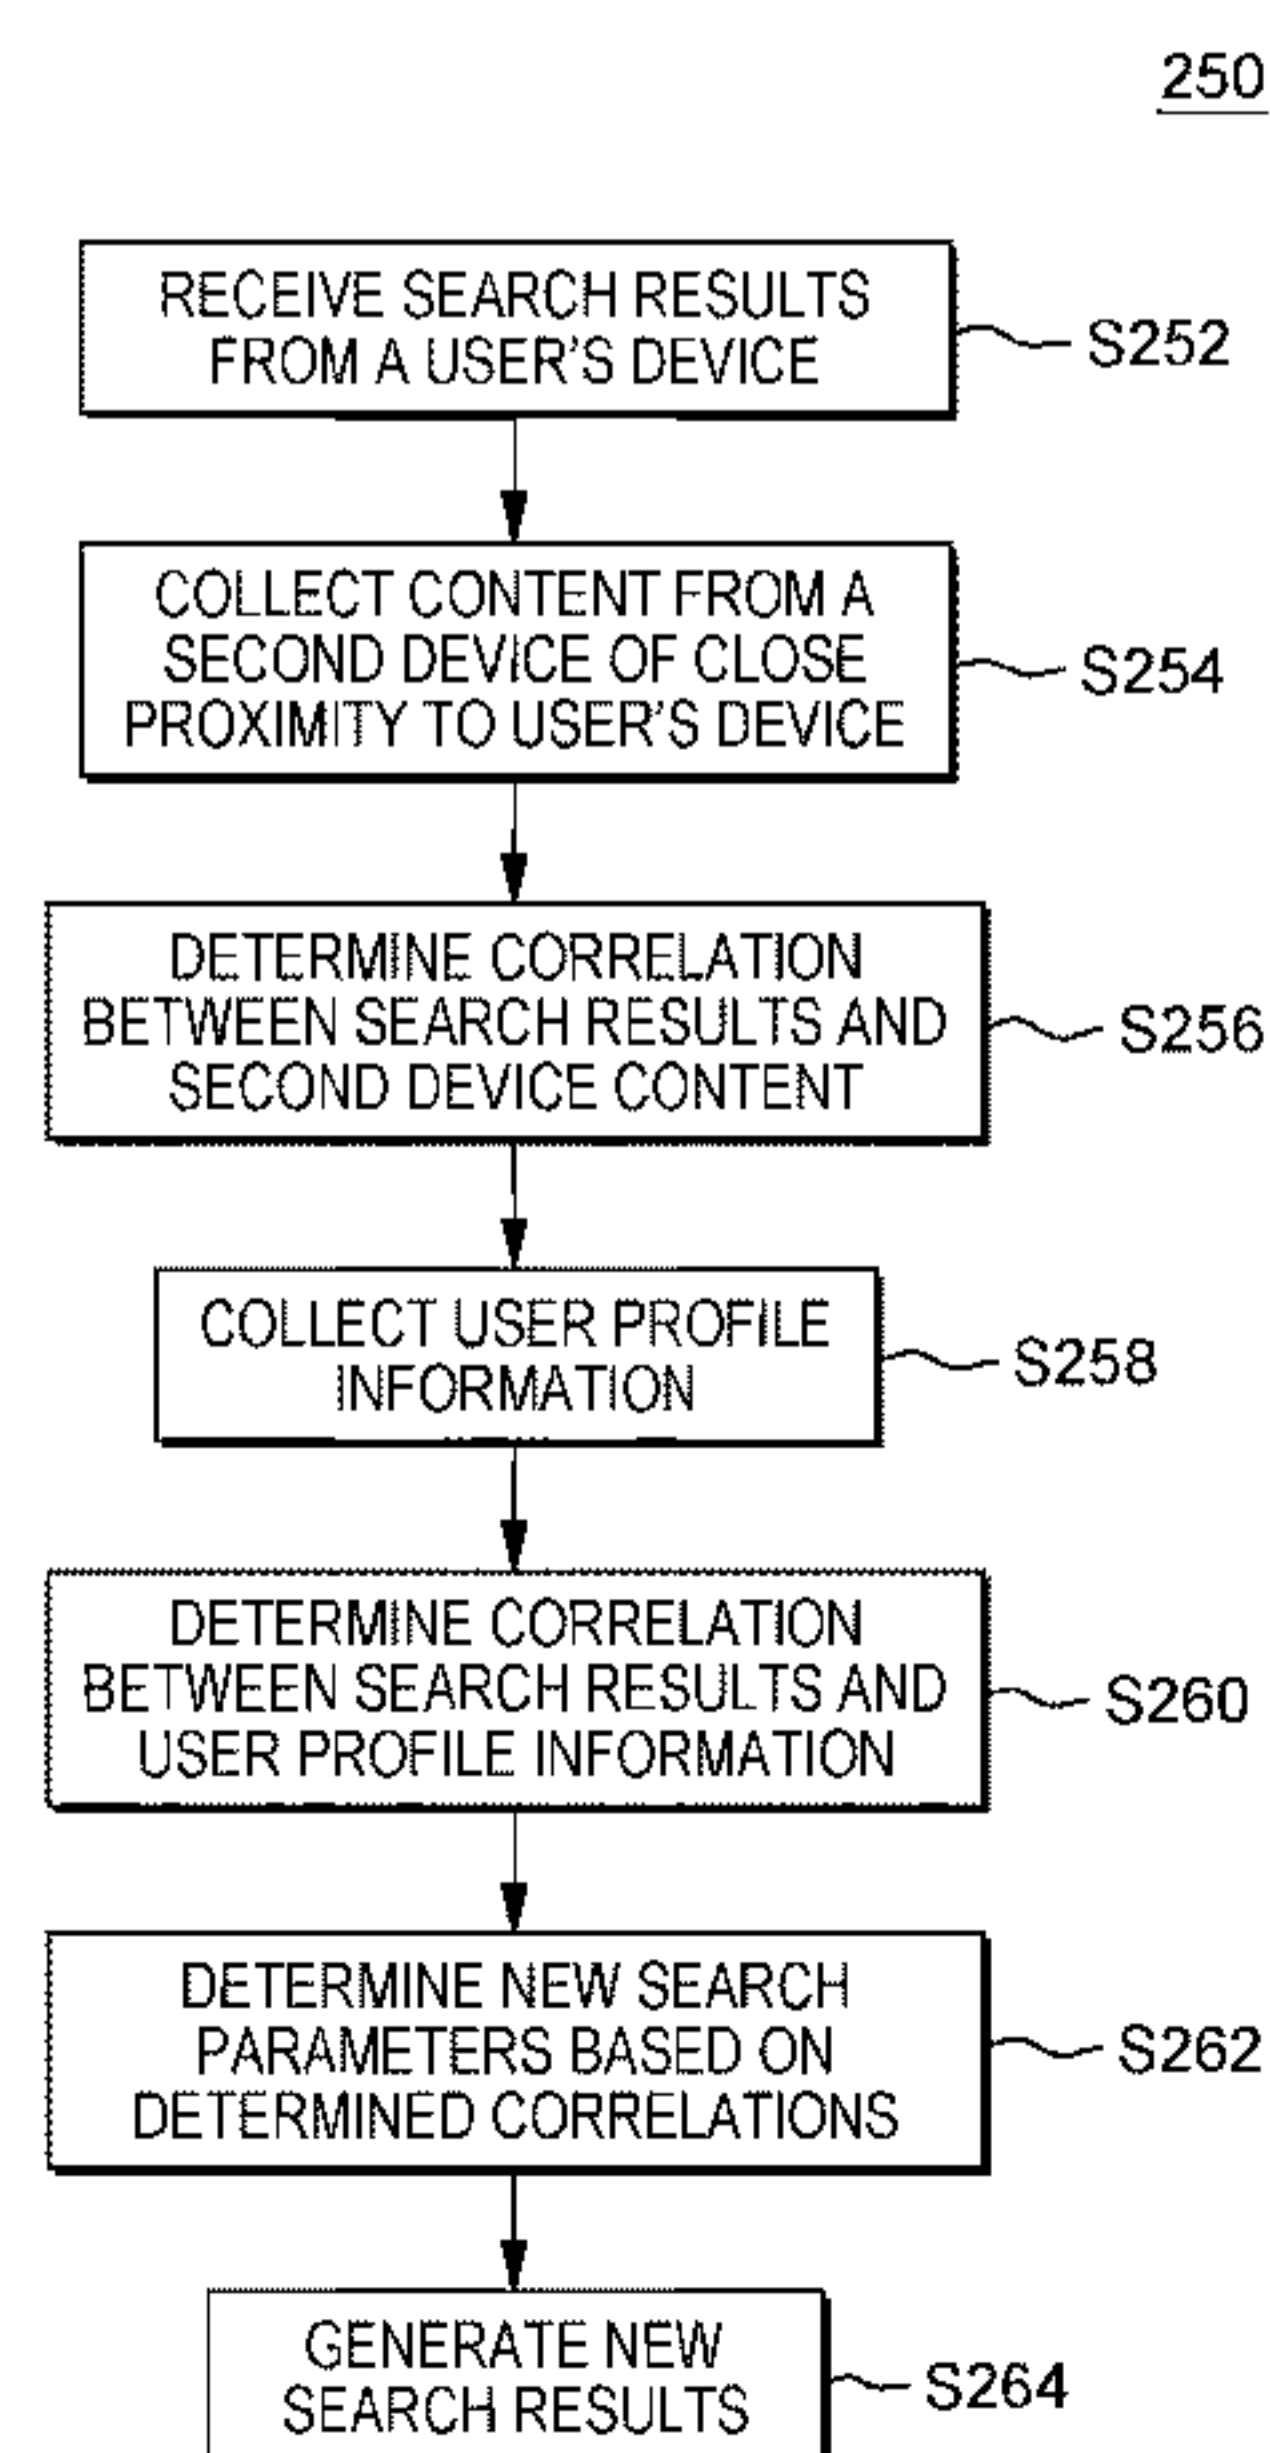 250
RECEIVE SEARCH RESULTS
FROM A USER'S DEVICE
S252
COLLECT CONTENT FROM A
SECOND DEVICE OF CLOSE
PROXIMITY TO USER'S DEVICE
S254
DETERMINE CORRELATION
BETWEEN SEARCH RESULTS AND
SECOND DEVICE CONTENT
S256
COLLECT USER PROFILE
INFORMATION
S258
DETERMINE CORRELATION
BETWEEN SEARCH RESULTS AND
USER PROFILE INFORMATION
S260
DETERMINE NEW SEARCH
PARAMETERS BASED ON
DETERMINED CORRELATIONS
S262
GENERATE NEW
SEARCH RESULTS
S264